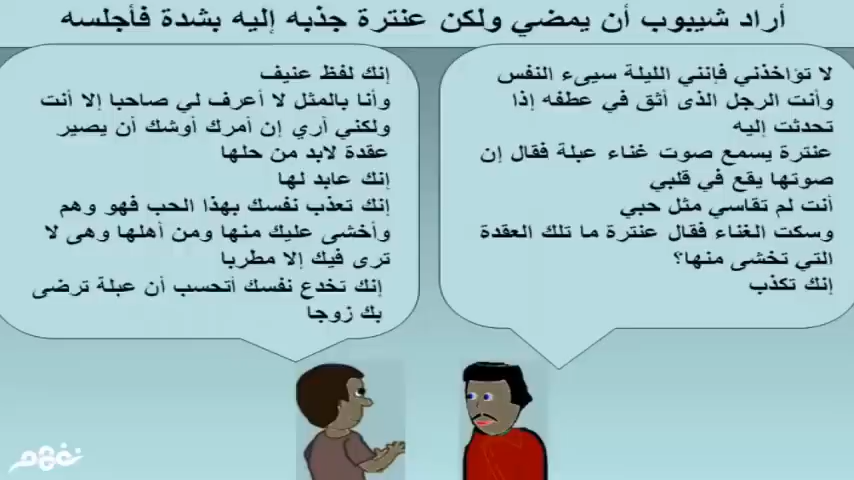 أراد شيبوب أن يمضي ولكن عنترة جذبه إليه بشدة فأجلسه
لا تؤاخذني فإنني الليلة سيىء النفس
وأنت الرجل الذى أثق في عطفه إذا
تحدثت إليه
عنترة يسمع صوت غناء عبلة فقال إن
صوتها يقع في قلبي
أنت لم تقاسي مثل حبي
وسكت الغناء فقال عنترة ما تلك العقدة
التي تخشى منها؟
إنك تكذب
إنك لفظ عنيف
وأنا بالمثل لا أعرف لي صاحبا إلا أنت
ولكني أري إن أمرك أوشك أن يصير
عقدة لابد من حلها
إنك عابد لها
إنك تعذب نفسك بهذا الحب فهو وهم
وأخشى عليك منها ومن أهلها وهى لا
ترى فيك إلا مطربا
إنك تخدع نفسك أتحسب أن عبلة ترضى
بك زوجا
نفهم